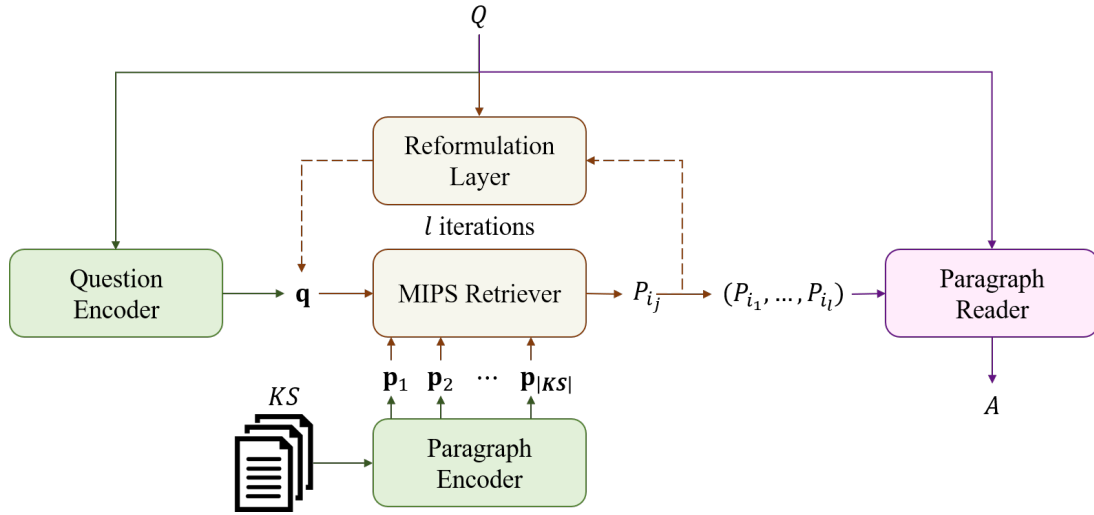 Q
Reformulation
Layer
l iterations
Question
Encoder
q
MIPS Retriever
P_{i_j}
(P_{i_1}, …, P_{i_l})
Paragraph
Reader
p_1 p_2 ⋯ p_{|KS|}
KS
A
Paragraph
Encoder